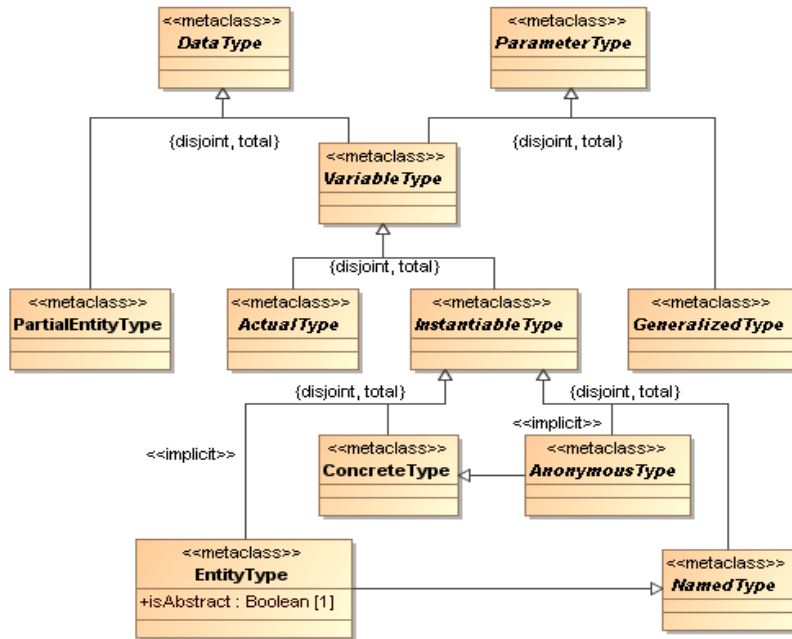 <<metaclass>>
DataType
<<metaclass>>
ParameterType
{disjoint, total}
{disjoint, total}
<<metaclass>>
VariableType
{disjoint, total}
<<metaclass>>
PartialEntityType
<<metaclass>>
ActualType
<<metaclass>>
InstantiableType
<<metaclass>>
GeneralizedType
{disjoint, total}
{disjoint, total}
<<implicit>>
<<implicit>>
<<metaclass>>
ConcreteType
<<metaclass>>
AnonymousType
<<metaclass>>
EntityType
+isAbstract : Boolean [1]
<<metaclass>>
NamedType